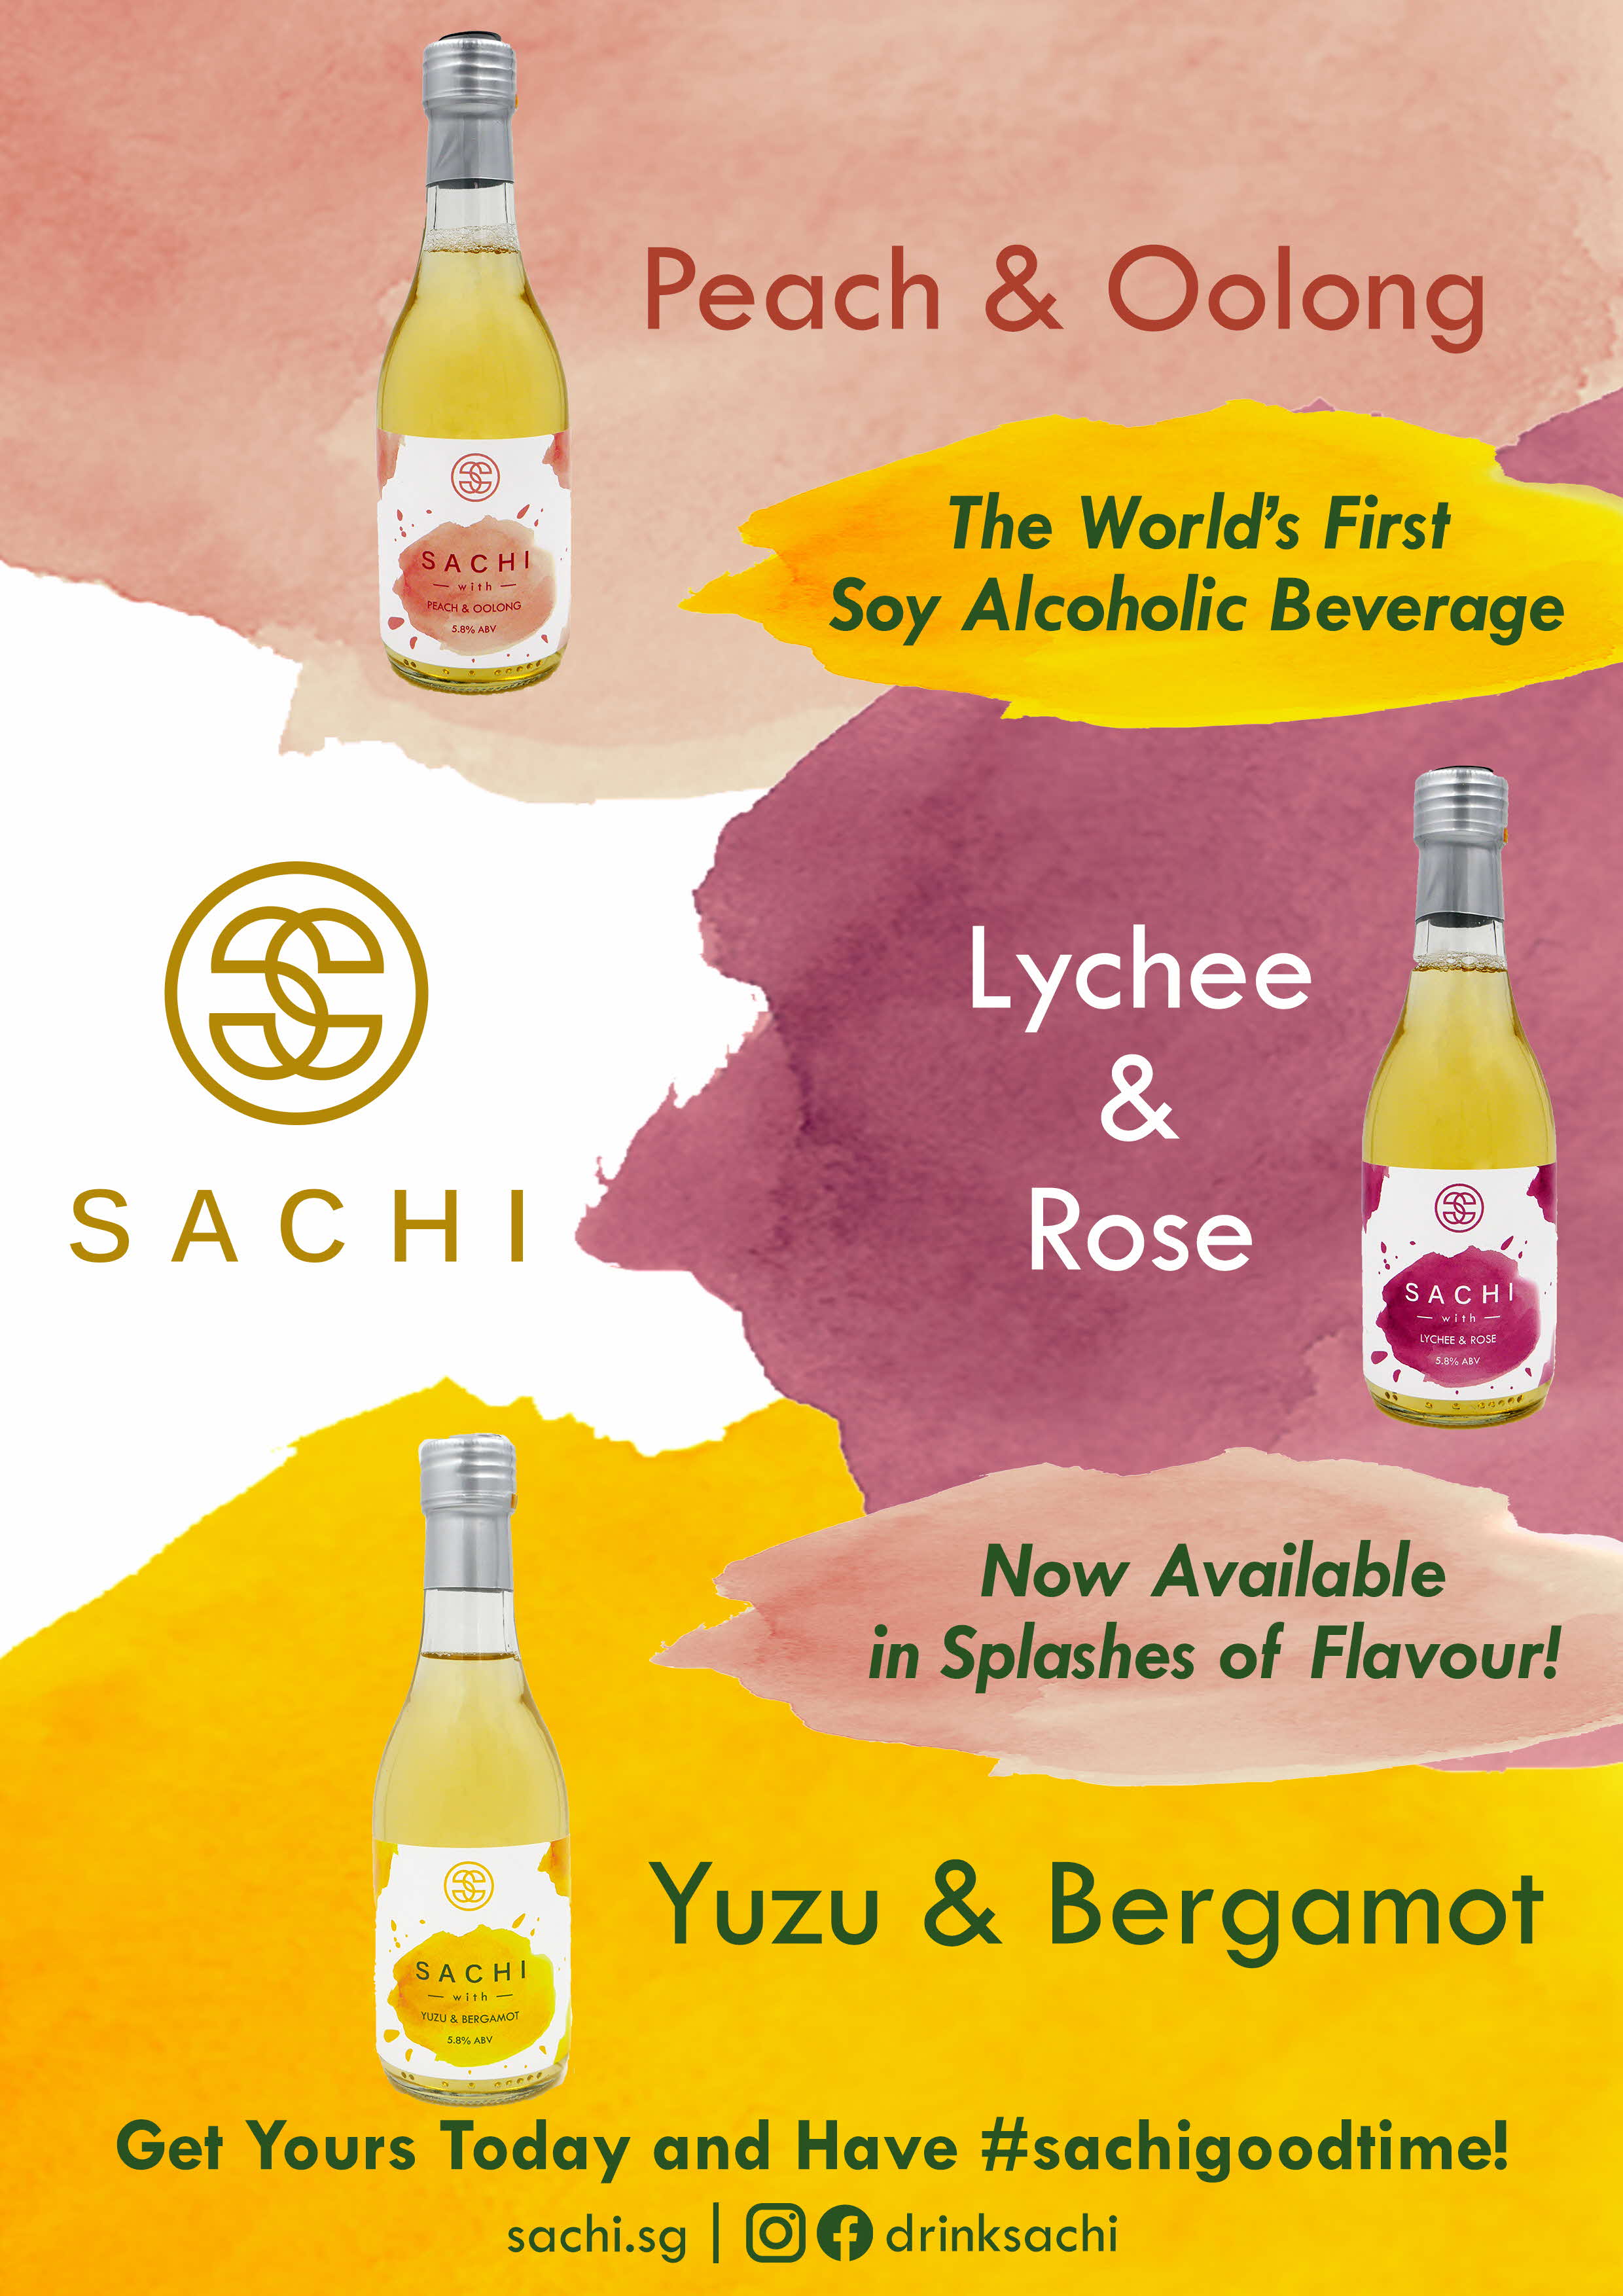 Peach & Oolong
SACHI
with
PEACH & OOLONG
5.8% ABV
The World’s First
Soy Alcoholic Beverage
SACHI
Lychee
&
Rose
SACHI
with
LYCHEE & ROSE
5.8% ABV
Now Available
in Splashes of Flavour!
Yuzu & Bergamot
SACHI
with
YUZU & BERGAMOT
5.8% ABV
Get Yours Today and Have #sachigoodtime!
sachi.sg | drinksachi